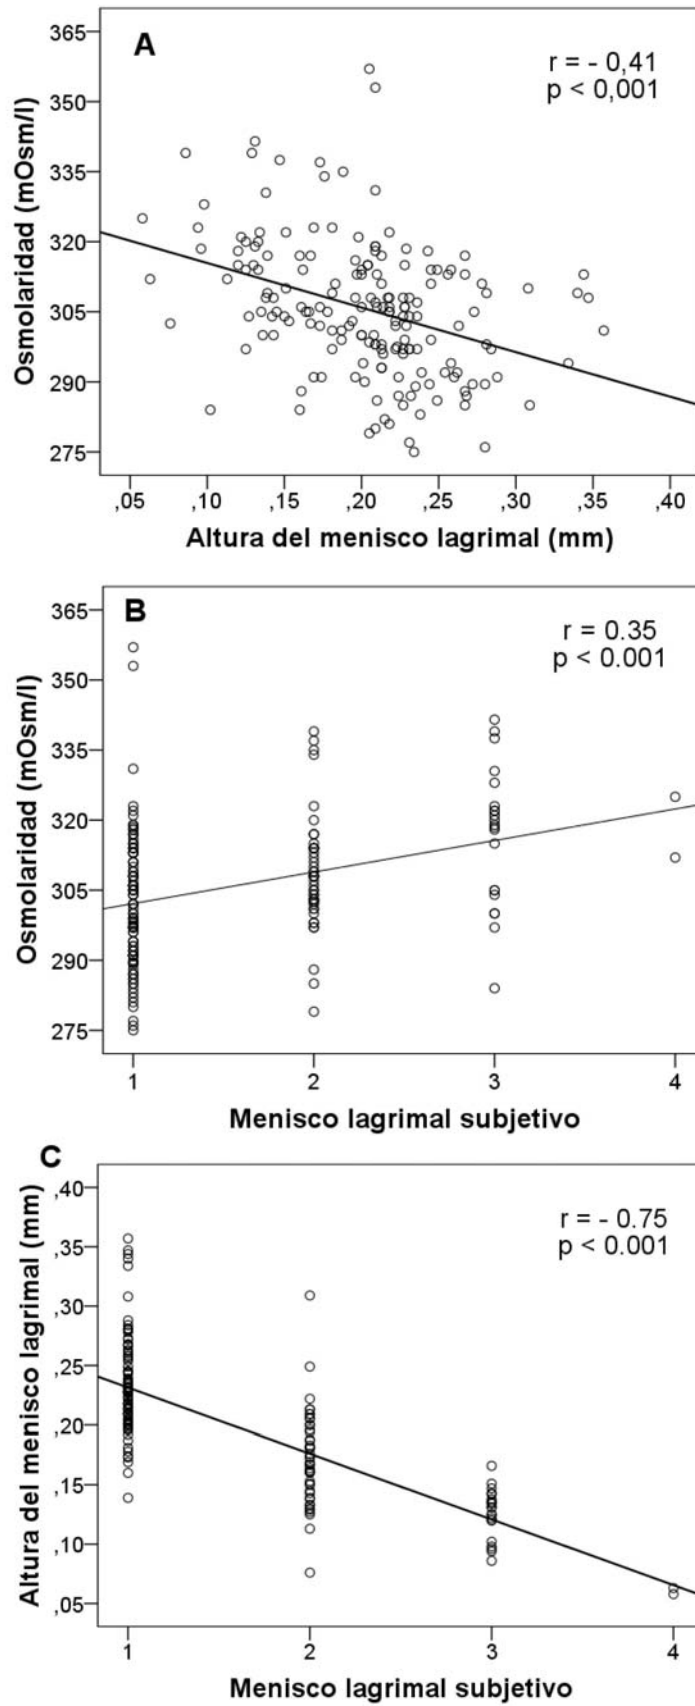 A
r = - 0,41
p < 0,001
Osmolaridad (mOsm/l)
365
350
335
320
305
290
275
,05 ,10 ,15 ,20 ,25 ,30 ,35 ,40
Altura del menisco lagrimal (mm)
B
r = 0.35
p < 0.001
Osmolaridad (mOsm/l)
365
350
335
320
305
290
275
1 2 3 4
Menisco lagrimal subjetivo
C
r = - 0.75
p < 0.001
Altura del menisco lagrimal (mm)
,40
,35
,30
,25
,20
,15
,10
,05
1 2 3 4
Menisco lagrimal subjetivo